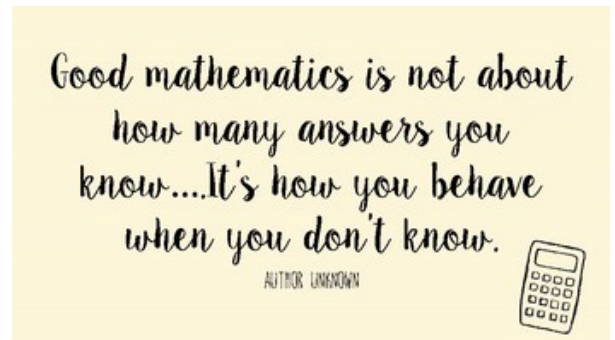 Good mathematics is not about
how many answers you
know....It's how you behave
when you don't know.
AUTHOR UNKNOWN